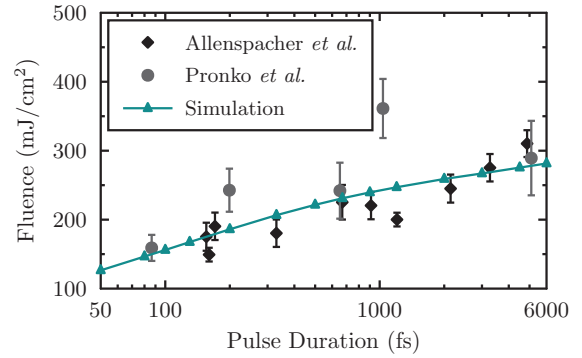 500
400
300
200
100
Fluence (mJ/cm²)
Allenspacher et al.
Pronko et al.
Simulation
50
100
1000
6000
Pulse Duration (fs)